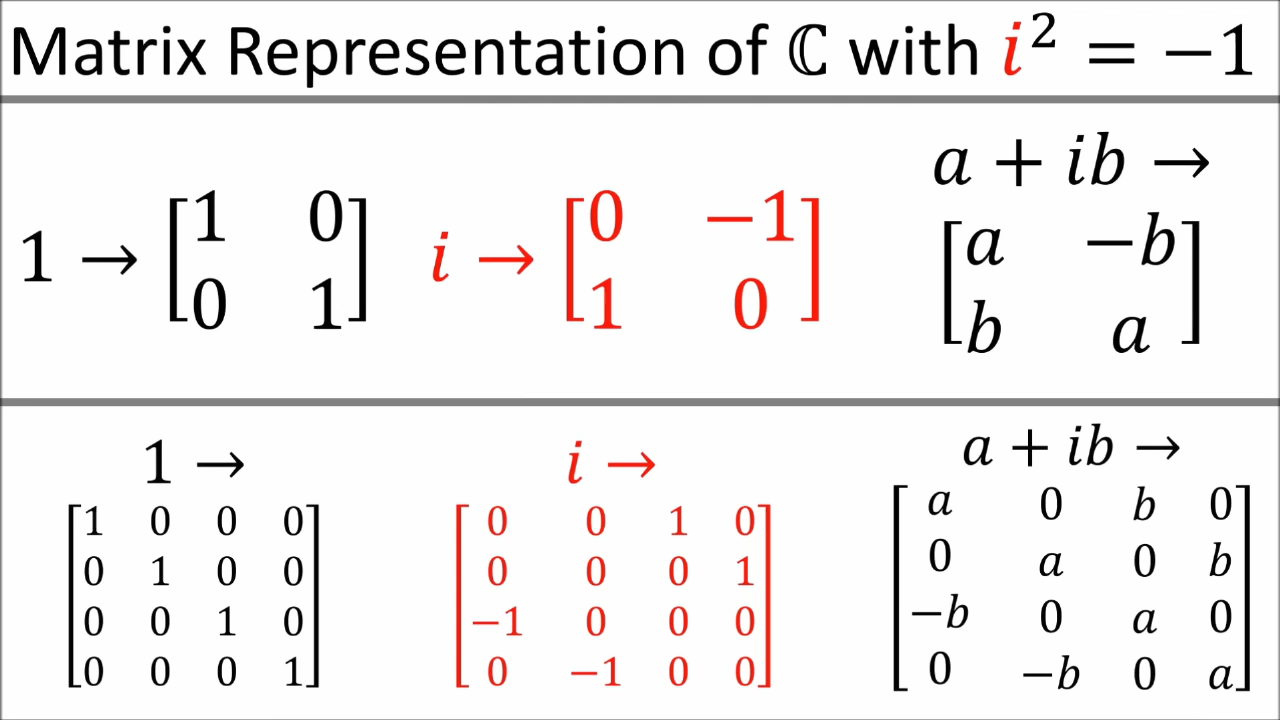 Matrix Representation of ℂ with i² = −1
1 → [1 0
0 1]
i → [0 −1
1 0]
a + ib →
[a −b
b a]
1 →
[1 0 0 0
0 1 0 0
0 0 1 0
0 0 0 1]
i →
[0 0 1 0
0 0 0 1
−1 0 0 0
0 −1 0 0]
a + ib →
[a 0 b 0
0 a 0 b
−b 0 a 0
0 −b 0 a]